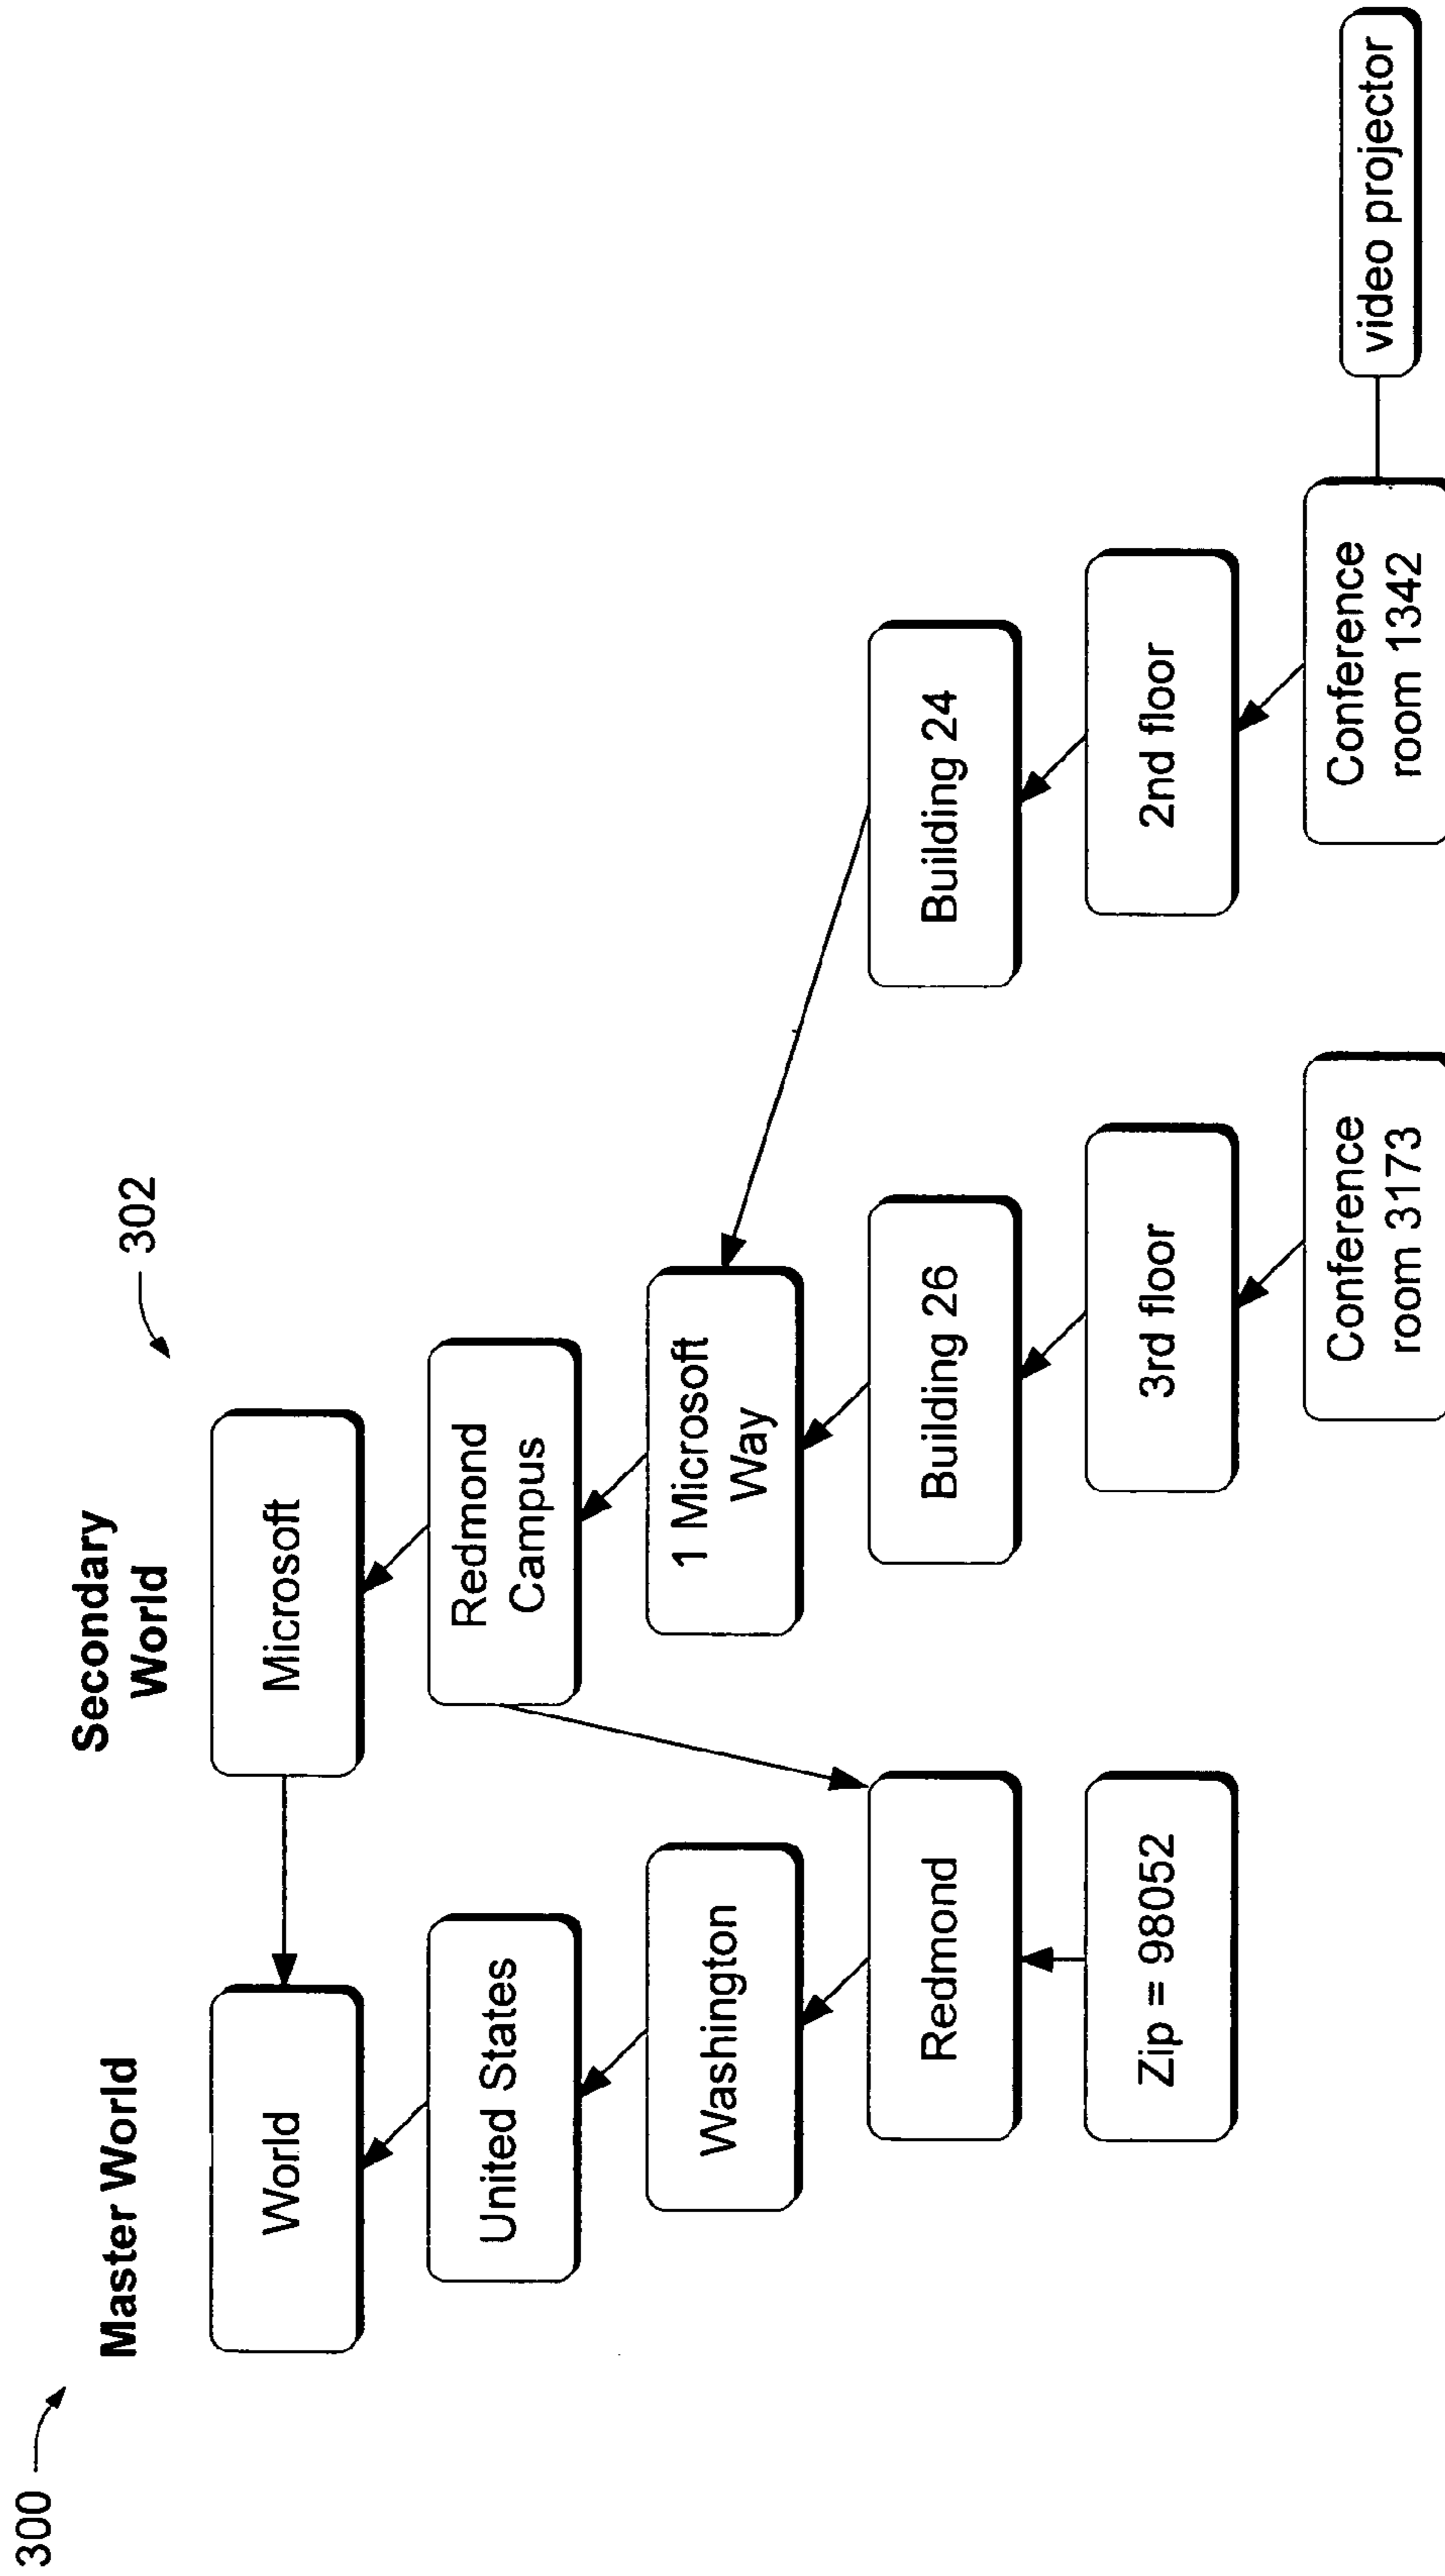 300
Master World
302
Secondary
World
World
Microsoft
United States
Redmond
Campus
Washington
1 Microsoft
Way
Redmond
Building 26
Building 24
Zip = 98052
3rd floor
2nd floor
Conference
room 3173
Conference
room 1342
video projector